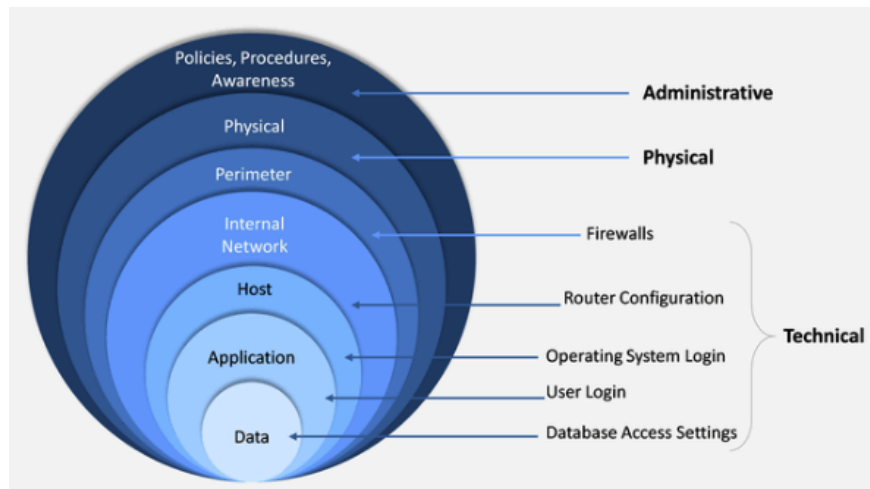 Policies, Procedures,
Awareness
Administrative
Physical
Physical
Perimeter
Internal
Network
Firewalls
Host
Router Configuration
Application
Operating System Login
User Login
Technical
Data
Database Access Settings